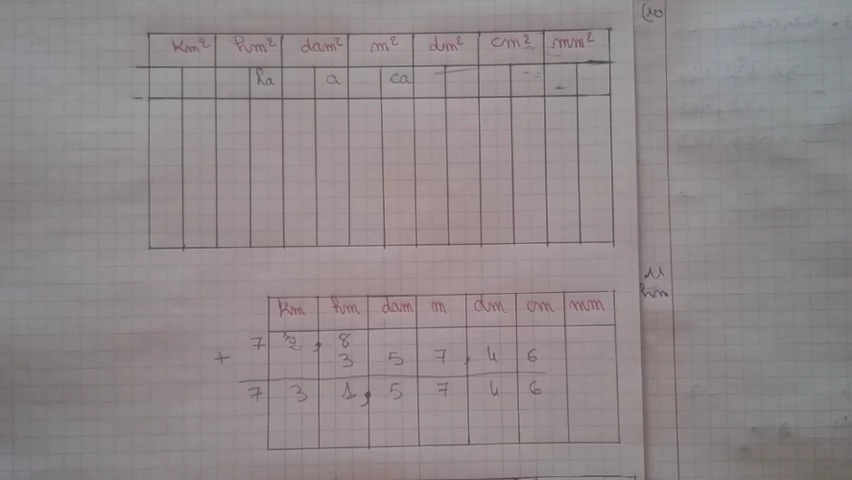 km² hm² dam² m² dm² cm² mm²
ha a ca
km hm dam m dm cm mm
7 2, 8
+ 3 5 7, 4 6
7 3 1, 5 7 4 6
11
hm